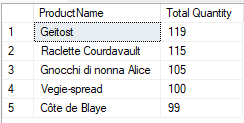 ProductName Total Quantity
1 Geitost 119
2 Raclette Courdavault 115
3 Gnocchi di nonna Alice 105
4 Vegie-spread 100
5 Côte de Blaye 99